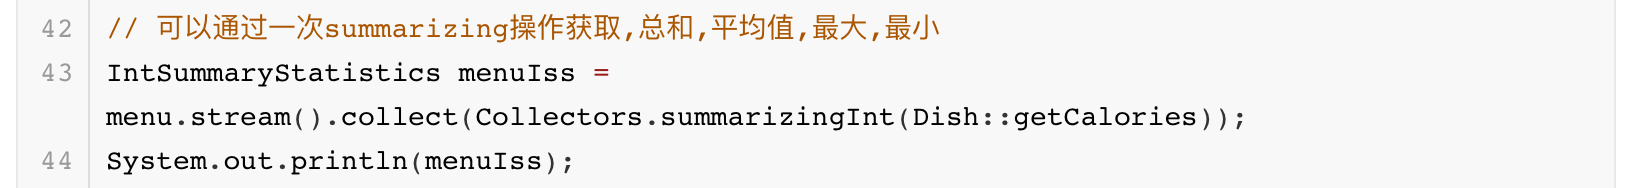 42 // 可以通过一次summarizing操作获取,总和,平均值,最大,最小
43 IntSummaryStatistics menuIss =
menu.stream().collect(Collectors.summarizingInt(Dish::getCalories));
44 System.out.println(menuIss);